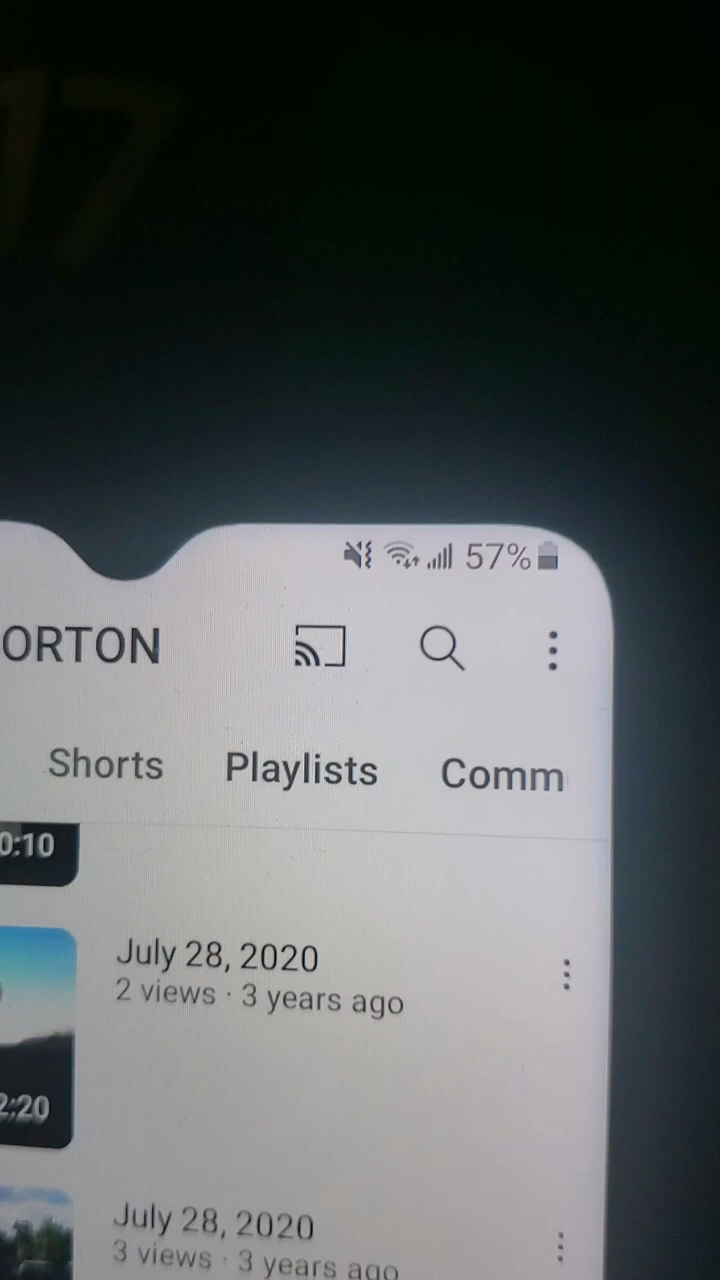 17
57%
ORTON
Shorts Playlists Comm
0:10
July 28, 2020
2 views · 3 years ago
2:20
July 28, 2020
3 views · 3 years ago